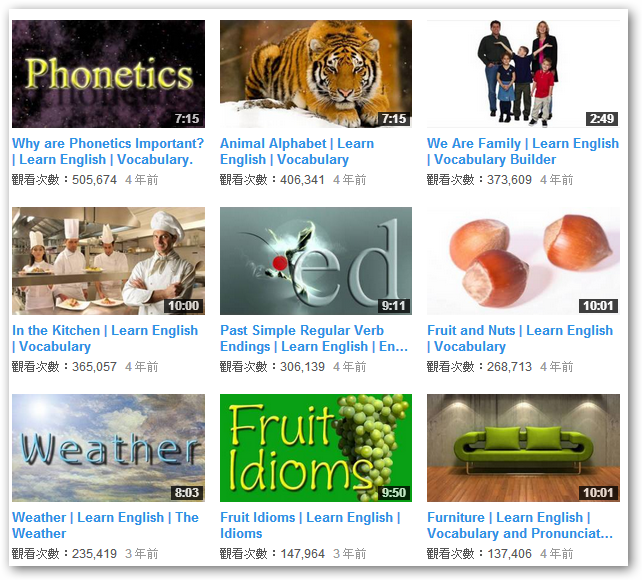 Phonetics
7:15
7:15
2:49
Why are Phonetics Important?
| Learn English | Vocabulary.
觀看次數：505,674 4 年前
Animal Alphabet | Learn
English | Vocabulary
觀看次數：406,341 4 年前
We Are Family | Learn English
| Vocabulary Builder
觀看次數：373,609 4 年前
10:00
ed
9:11
10:01
In the Kitchen | Learn English
| Vocabulary
觀看次數：365,057 4 年前
Past Simple Regular Verb
Endings | Learn English | En...
觀看次數：306,139 4 年前
Fruit and Nuts | Learn English
| Vocabulary
觀看次數：268,713 4 年前
Weather
8:03
Fruit
Idioms
9:50
10:01
Weather | Learn English | The
Weather
觀看次數：235,419 3 年前
Fruit Idioms | Learn English |
Idioms
觀看次數：147,964 3 年前
Furniture | Learn English |
Vocabulary and Pronunciat...
觀看次數：137,406 4 年前